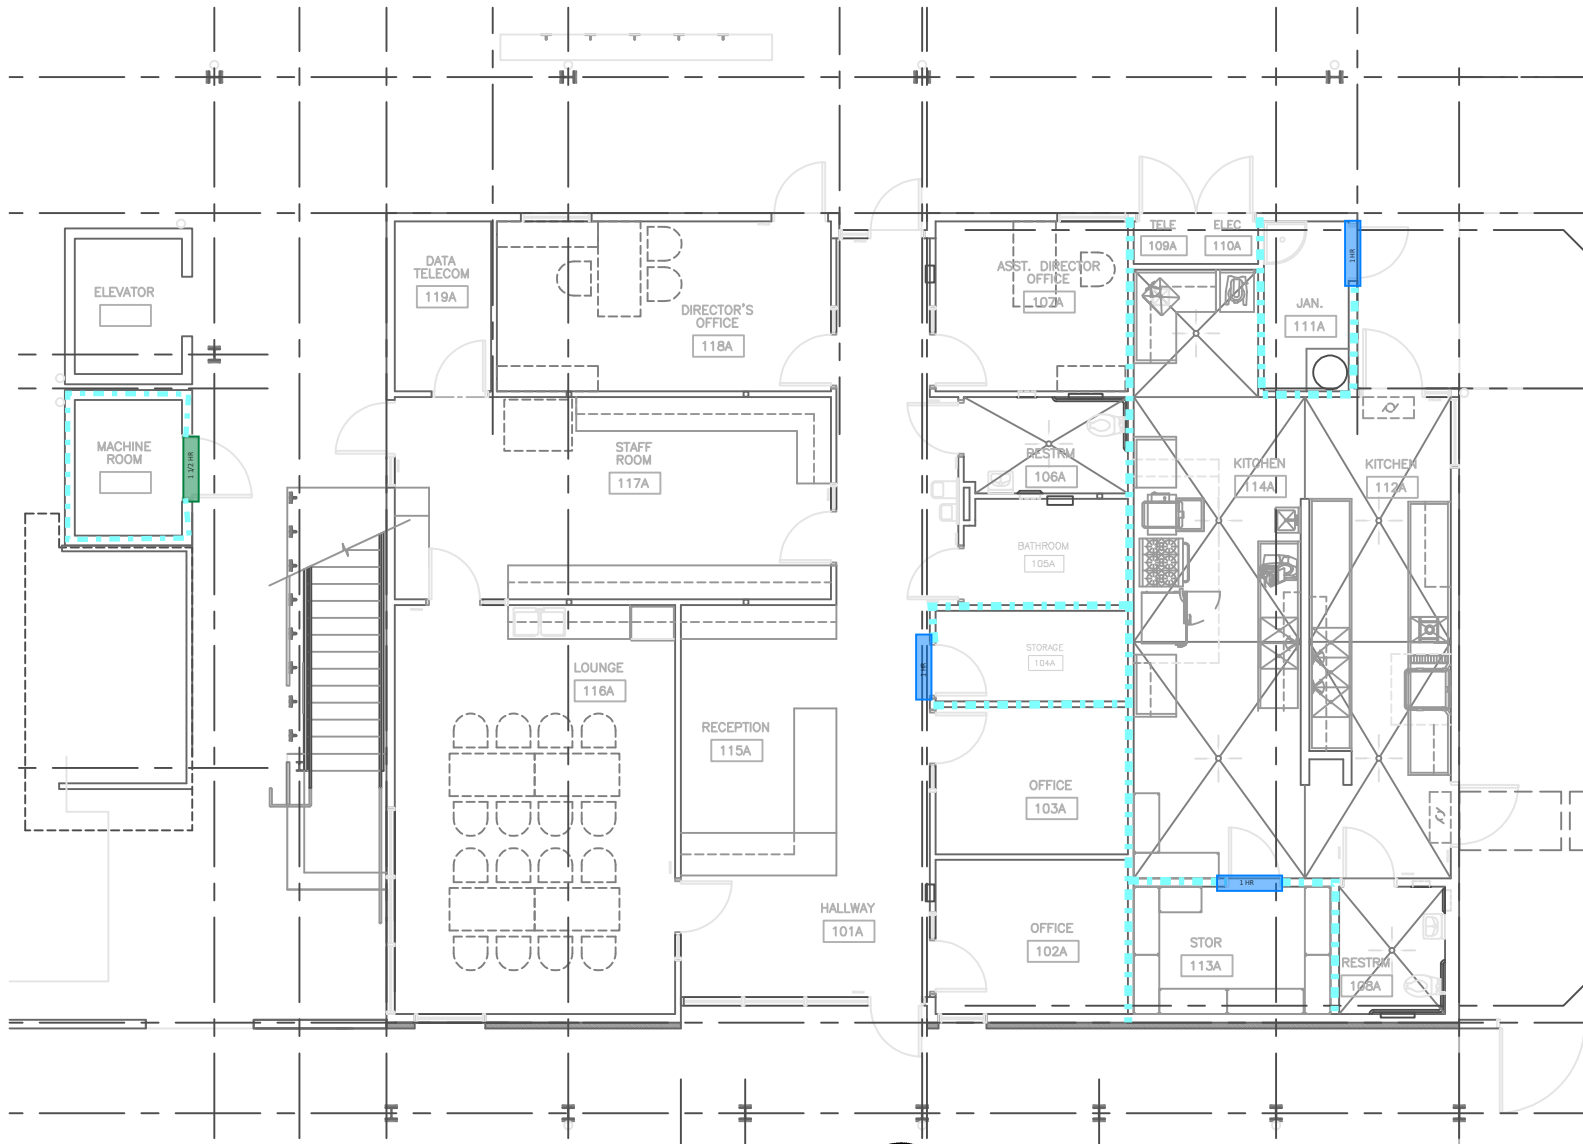 TELE
109A
ELEC
110A
1 HR
DATA
TELECOM
119A
ASST. DIRECTOR
OFFICE
107A
ELEVATOR
DIRECTOR'S
OFFICE
118A
JAN.
111A
MACHINE
ROOM
1 1/2 HR
STAFF
ROOM
117A
RESTRM
106A
KITCHEN
114A
KITCHEN
112A
BATHROOM
105A
STORAGE
104A
1 HR
LOUNGE
116A
RECEPTION
115A
OFFICE
103A
1 HR
HALLWAY
101A
OFFICE
102A
STOR
113A
RESTRM
108A